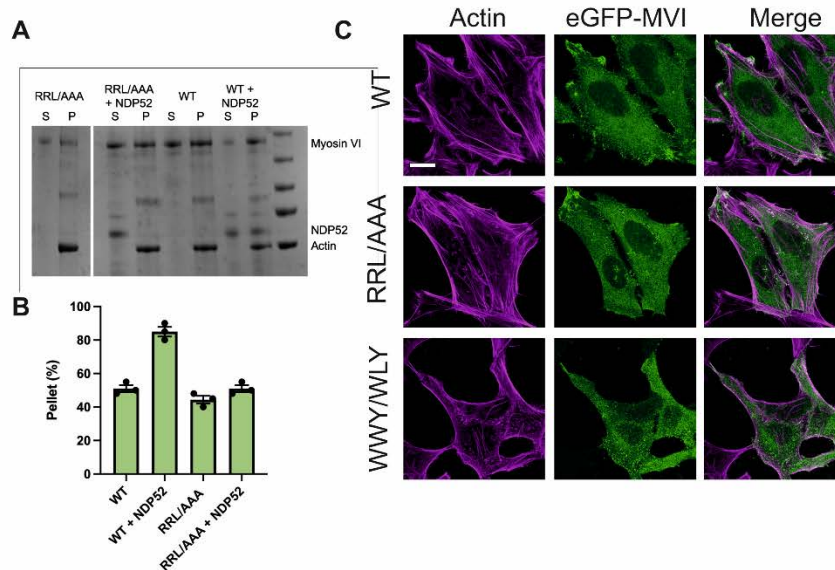 A
RRL/AAA
RRL/AAA
+ NDP52
WT
WT +
NDP52
S P S P S P S P
Myosin VI
NDP52
Actin
B
Pellet (%)
100
80
60
40
20
0
WT
WT + NDP52
RRL/AAA
RRL/AAA + NDP52
C
Actin eGFP-MVI Merge
WT
RRL/AAA
WWY/WLY